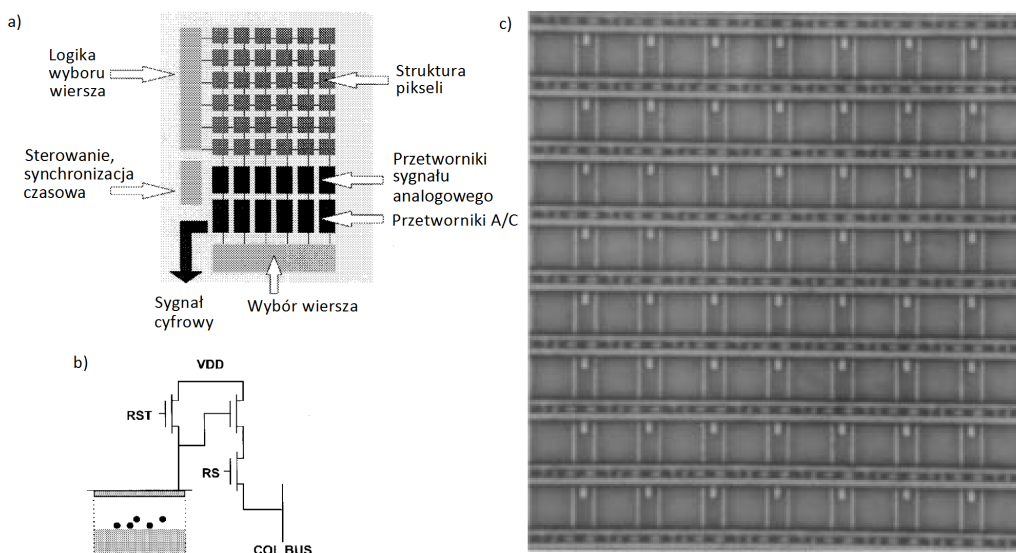 a)
Logika
wyboru
wiersza
Struktura
pikseli
Sterowanie,
synchronizacja
czasowa
Przetworniki
sygnału
analogowego
Przetworniki A/C
Sygnał
cyfrowy
Wybór wiersza
b)
VDD
RST
RS
COL BUS
c)